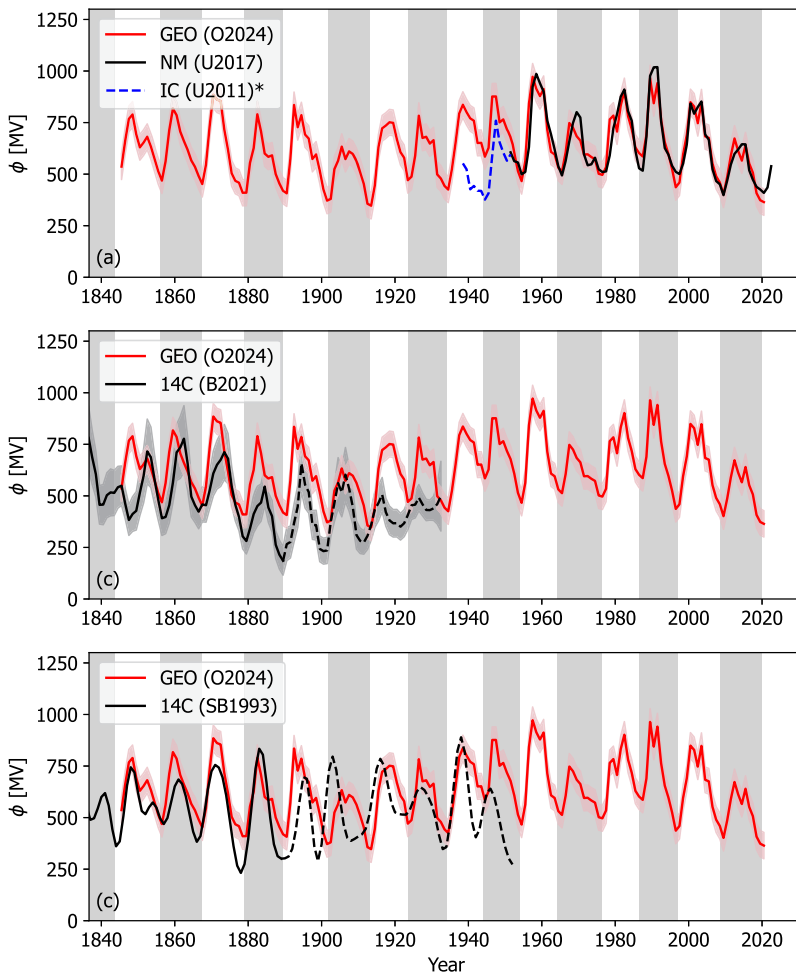 GEO (O2024)
NM (U2017)
IC (U2011)*
1250
1000
750
500
250
0
ϕ [MV]
(a)
1840 1860 1880 1900 1920 1940 1960 1980 2000 2020
GEO (O2024)
14C (B2021)
1250
1000
750
500
250
0
ϕ [MV]
(c)
1840 1860 1880 1900 1920 1940 1960 1980 2000 2020
GEO (O2024)
14C (SB1993)
1250
1000
750
500
250
0
ϕ [MV]
(c)
1840 1860 1880 1900 1920 1940 1960 1980 2000 2020
Year